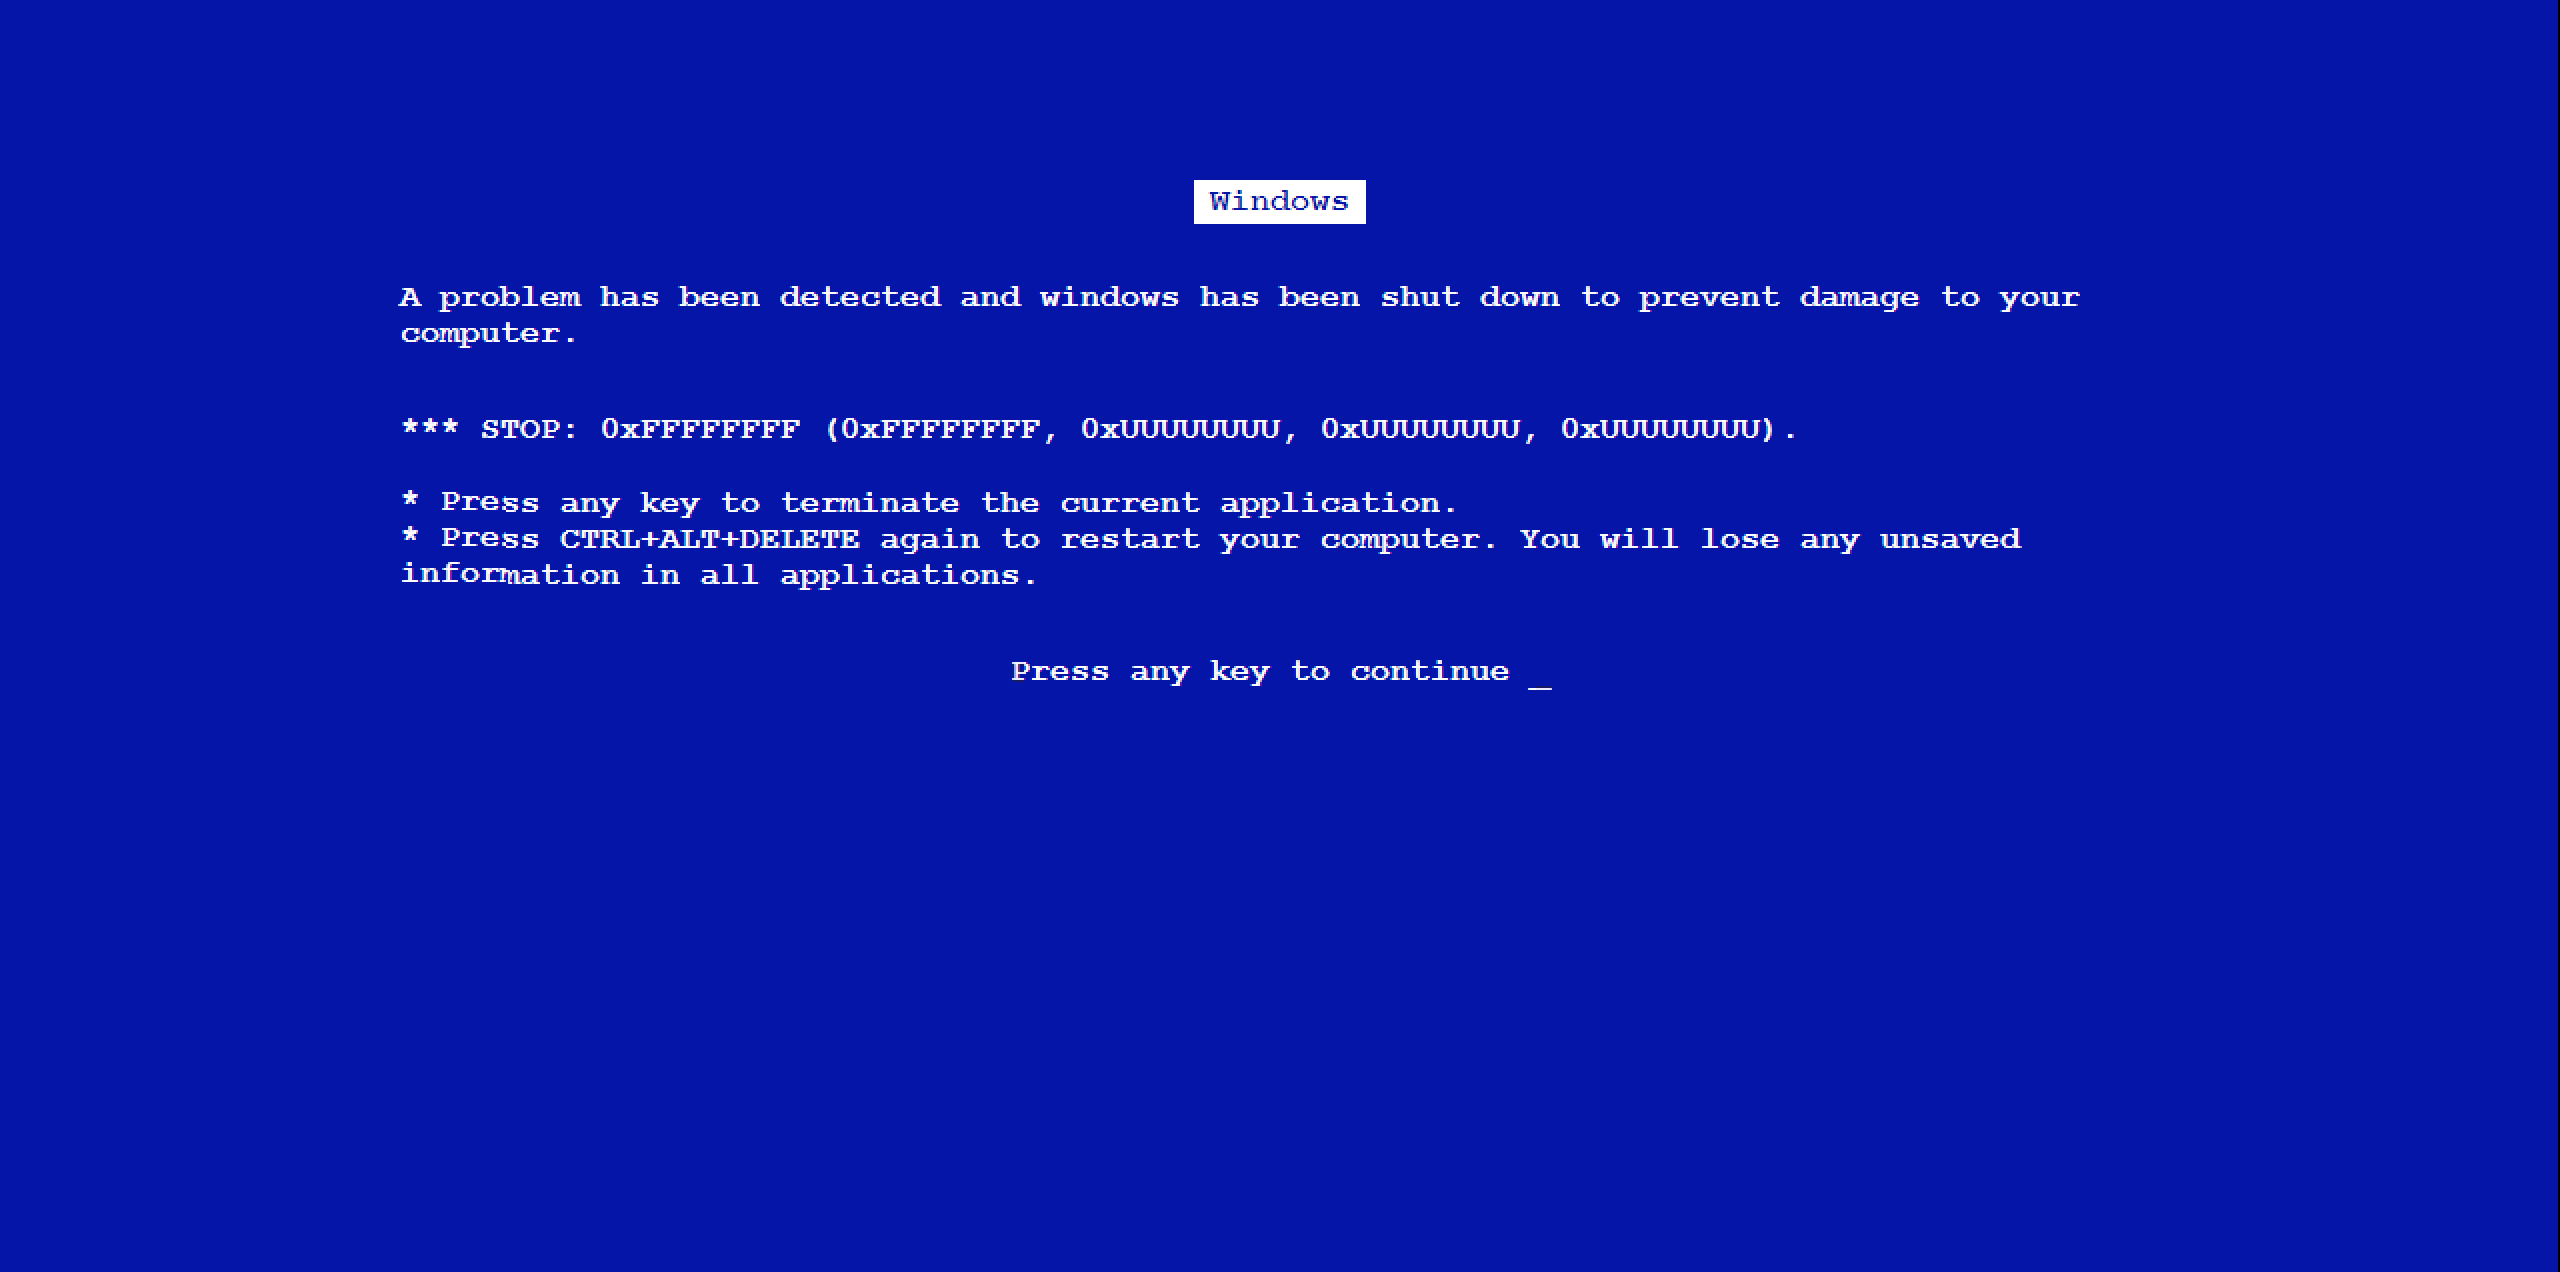 Windows
A problem has been detected and windows has been shut down to prevent damage to your
computer.
*** STOP: 0xFFFFFFFF (0xFFFFFFFF, 0xUUUUUUUU, 0xUUUUUUUU, 0xUUUUUUUU).
* Press any key to terminate the current application.
* Press CTRL+ALT+DELETE again to restart your computer. You will lose any unsaved
information in all applications.
Press any key to continue _